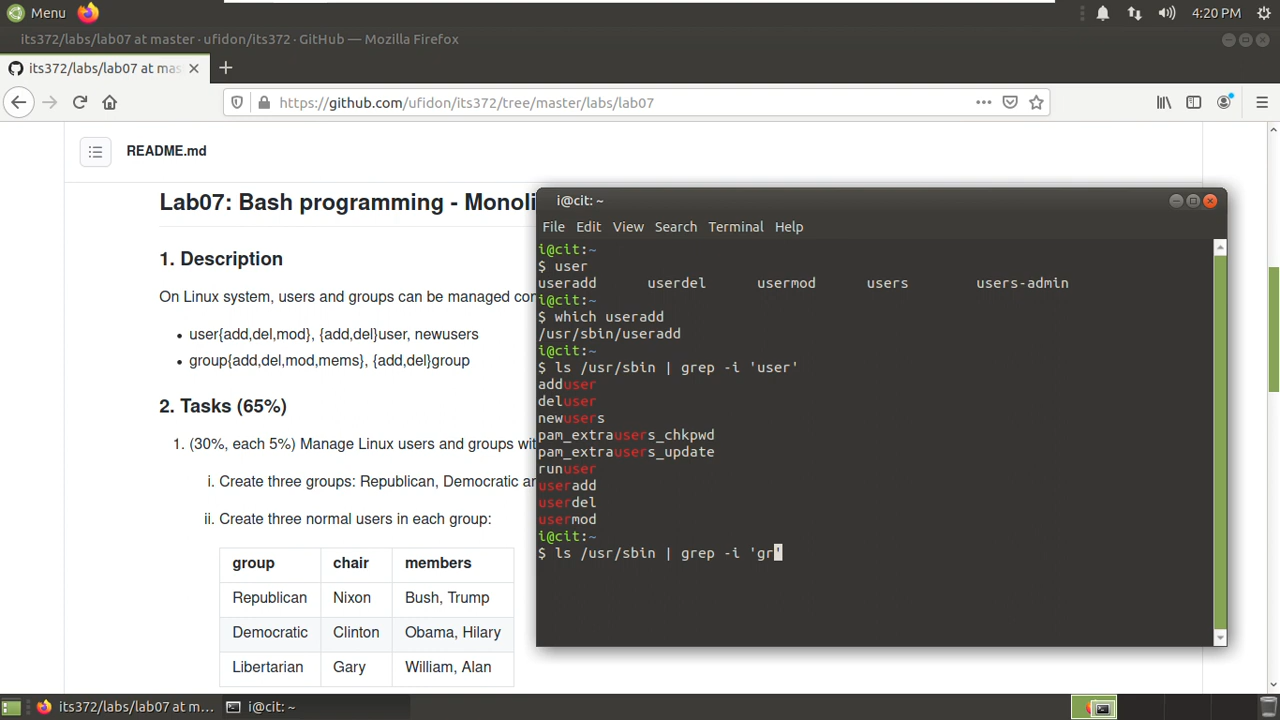 Menu
4:20 PM
its372/labs/lab07 at master · ufidon/its372 · GitHub — Mozilla Firefox
its372/labs/lab07 at mas
https://github.com/ufidon/its372/tree/master/labs/lab07
README.md
Lab07: Bash programming - Monoli
1. Description
On Linux system, users and groups can be managed con
• user{add,del,mod}, {add,del}user, newusers
• group{add,del,mod,mems}, {add,del}group
2. Tasks (65%)
1. (30%, each 5%) Manage Linux users and groups wit
i. Create three groups: Republican, Democratic an
ii. Create three normal users in each group:
group chair members
Republican Nixon Bush, Trump
Democratic Clinton Obama, Hilary
Libertarian Gary William, Alan
i@cit: ~
File Edit View Search Terminal Help
i@cit:~
$ user
useradd userdel usermod users users-admin
i@cit:~
$ which useradd
/usr/sbin/useradd
i@cit:~
$ ls /usr/sbin | grep -i 'user'
adduser
deluser
newusers
pam_extrausers_chkpwd
pam_extrausers_update
runuser
useradd
userdel
usermod
i@cit:~
$ ls /usr/sbin | grep -i 'gr'
its372/labs/lab07 at m...
i@cit: ~